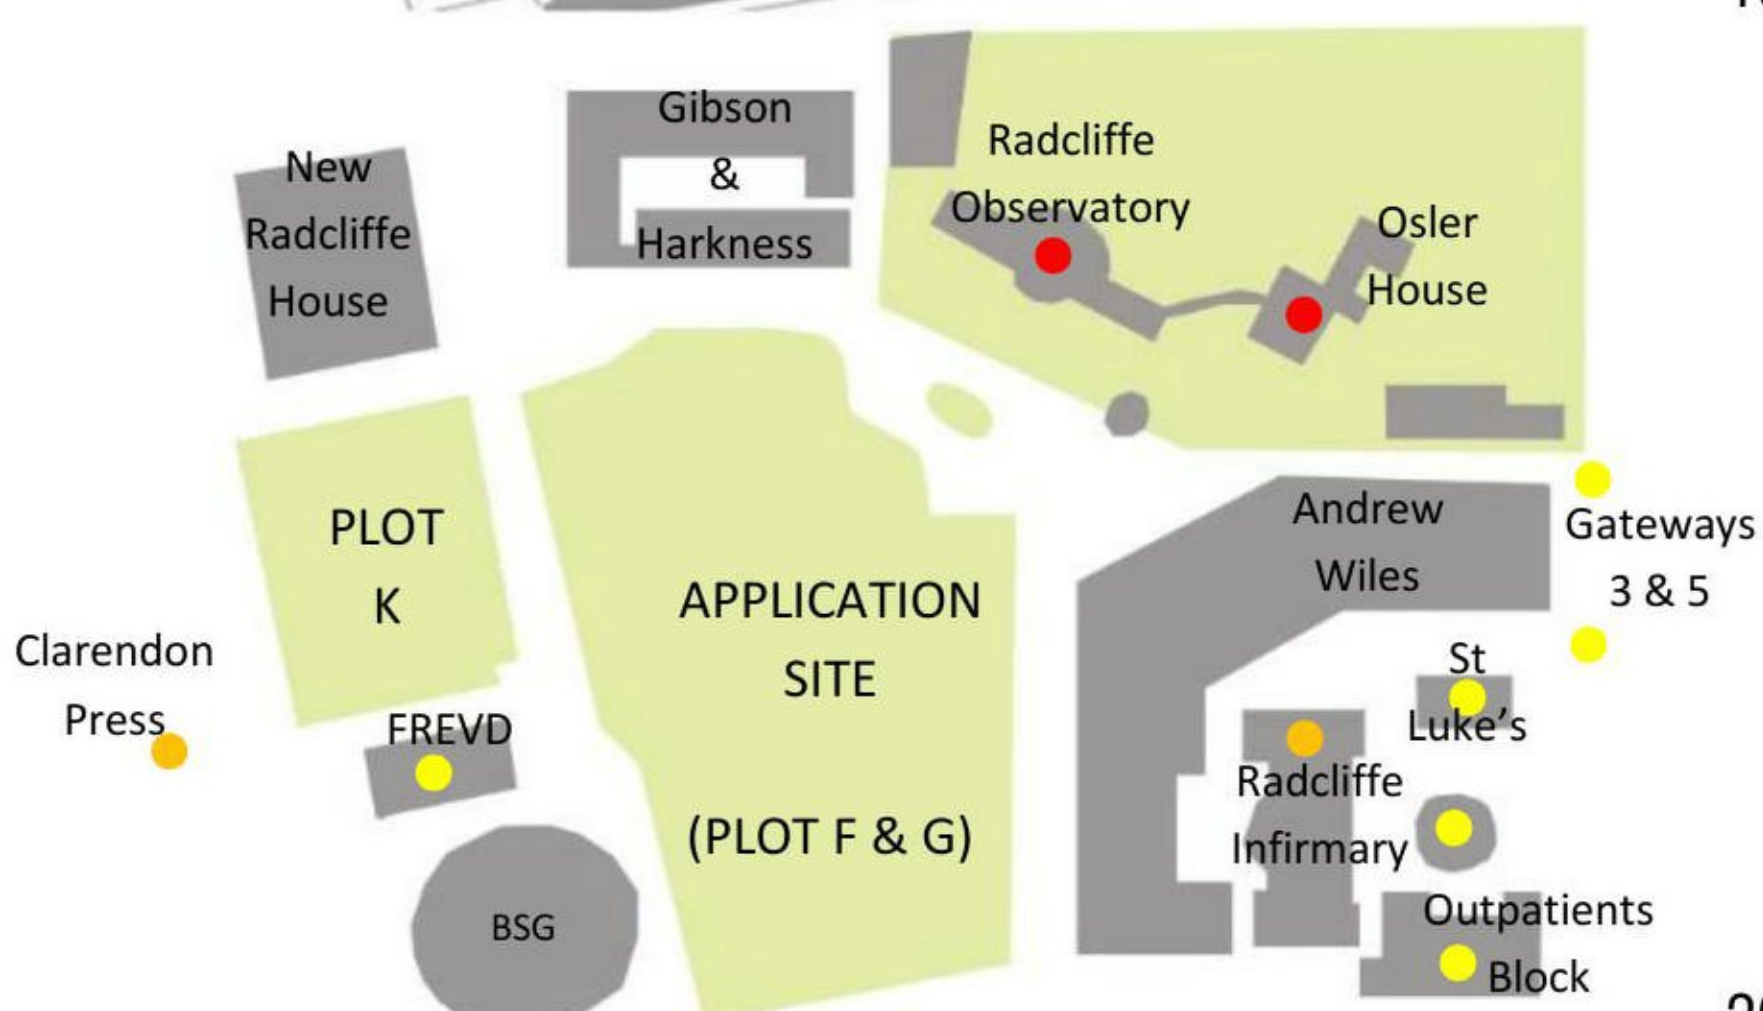 Gibson
&
Harkness
New
Radcliffe
House
Radcliffe
Observatory
Osler
House
PLOT
K
APPLICATION
SITE
(PLOT F & G)
Andrew
Wiles
Gateways
3 & 5
Clarendon
Press
FREVD
St
Luke's
Radcliffe
Infirmary
BSG
Outpatients
Block